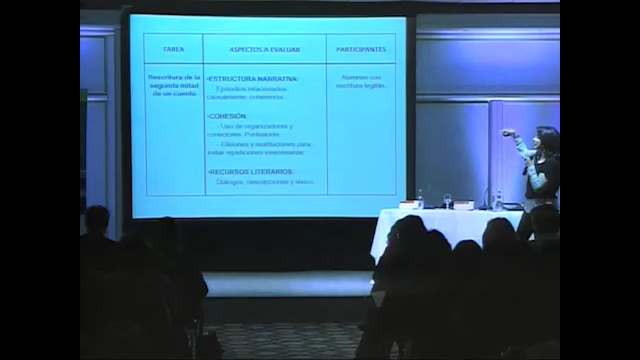 TAREA
ASPECTOS A EVALUAR
PARTICIPANTES
Rescritura de la
segunda mitad
de un cuento
•ESTRUCTURA NARRATIVA:
Episodios relacionados
causalmente: coherencia.
•COHESIÓN:
- Uso de organizadores y
conectores. Puntuación.
- Elisiones y sustituciones para
evitar repeticiones innecesarias.
•RECURSOS LITERARIOS:
Diálogos, descripciones y léxico.
Alumnos con
escritura legible.